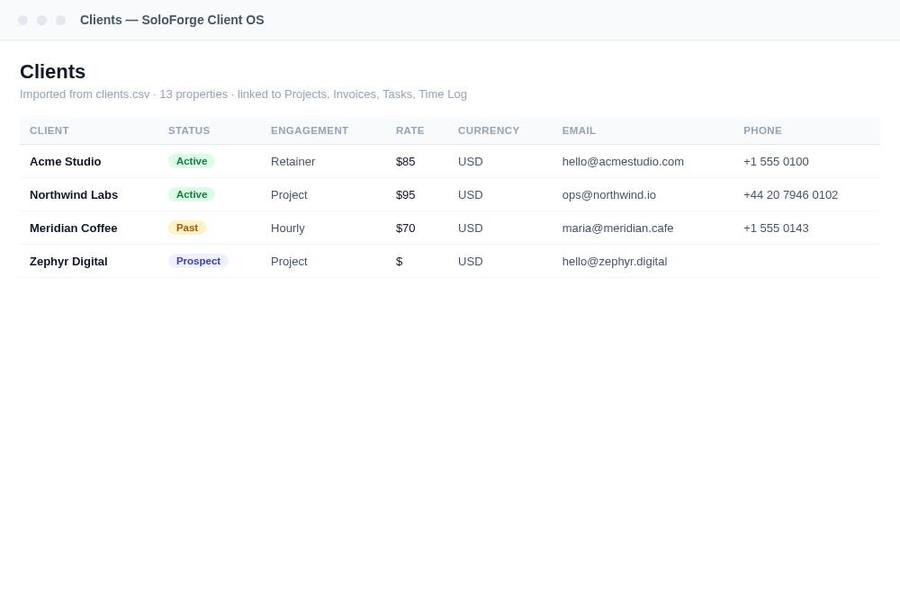 Clients — SoloForge Client OS
Clients
Imported from clients.csv · 13 properties · linked to Projects, Invoices, Tasks, Time Log
CLIENT STATUS ENGAGEMENT RATE CURRENCY EMAIL PHONE
Acme Studio Active Retainer $85 USD hello@acmestudio.com +1 555 0100
Northwind Labs Active Project $95 USD ops@northwind.io +44 20 7946 0102
Meridian Coffee Past Hourly $70 USD maria@meridian.cafe +1 555 0143
Zephyr Digital Prospect Project $ USD hello@zephyr.digital